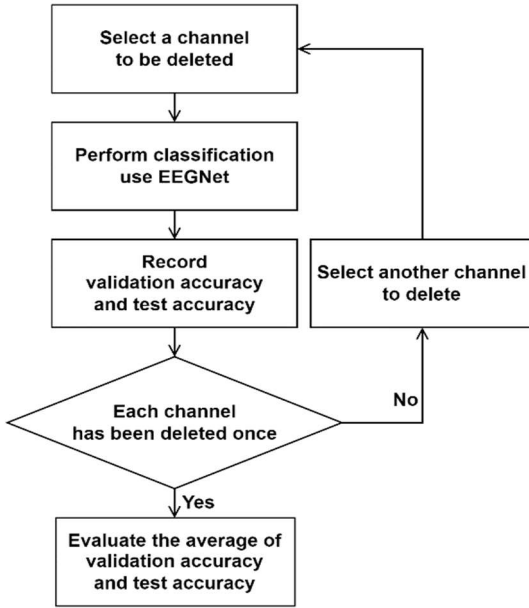 Select a channel
to be deleted
Perform classification
use EEGNet
Record
validation accuracy
and test accuracy
Select another channel
to delete
Each channel
has been deleted once
No
Yes
Evaluate the average of
validation accuracy
and test accuracy